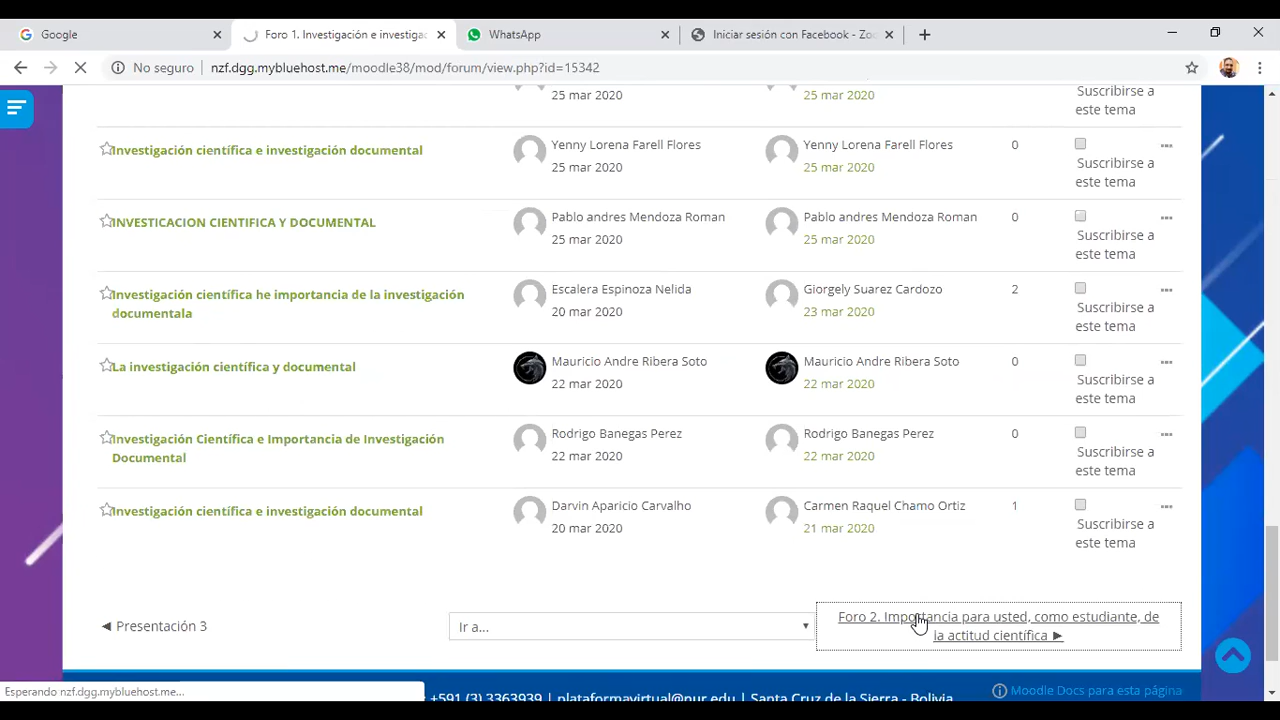 Google
Foro 1. Investigación e investigac
WhatsApp
Iniciar sesión con Facebook - Zoo
No seguro
nzf.dgg.mybluehost.me/moodle38/mod/forum/view.php?id=15342
25 mar 2020
25 mar 2020
Suscribirse a
este tema
Investigación científica e investigación documental
Yenny Lorena Farell Flores
25 mar 2020
Yenny Lorena Farell Flores
25 mar 2020
0
Suscribirse a
este tema
INVESTICACION CIENTIFICA Y DOCUMENTAL
Pablo andres Mendoza Roman
25 mar 2020
Pablo andres Mendoza Roman
25 mar 2020
0
Suscribirse a
este tema
Investigación científica he importancia de la investigación
documentala
Escalera Espinoza Nelida
20 mar 2020
Giorgely Suarez Cardozo
23 mar 2020
2
Suscribirse a
este tema
La investigación científica y documental
Mauricio Andre Ribera Soto
22 mar 2020
Mauricio Andre Ribera Soto
22 mar 2020
0
Suscribirse a
este tema
Investigación Científica e Importancia de Investigación
Documental
Rodrigo Banegas Perez
22 mar 2020
Rodrigo Banegas Perez
22 mar 2020
0
Suscribirse a
este tema
Investigación científica e investigación documental
Darvin Aparicio Carvalho
20 mar 2020
Carmen Raquel Chamo Ortiz
21 mar 2020
1
Suscribirse a
este tema
◄ Presentación 3
Ir a...
Foro 2. Importancia para usted, como estudiante, de
la actitud científica ►
Esperando nzf.dgg.mybluehost.me...
+591 (3) 3363939 | plataformavirtual@nur.edu | Santa Cruz de la Sierra - Bolivia
Moodle Docs para esta página